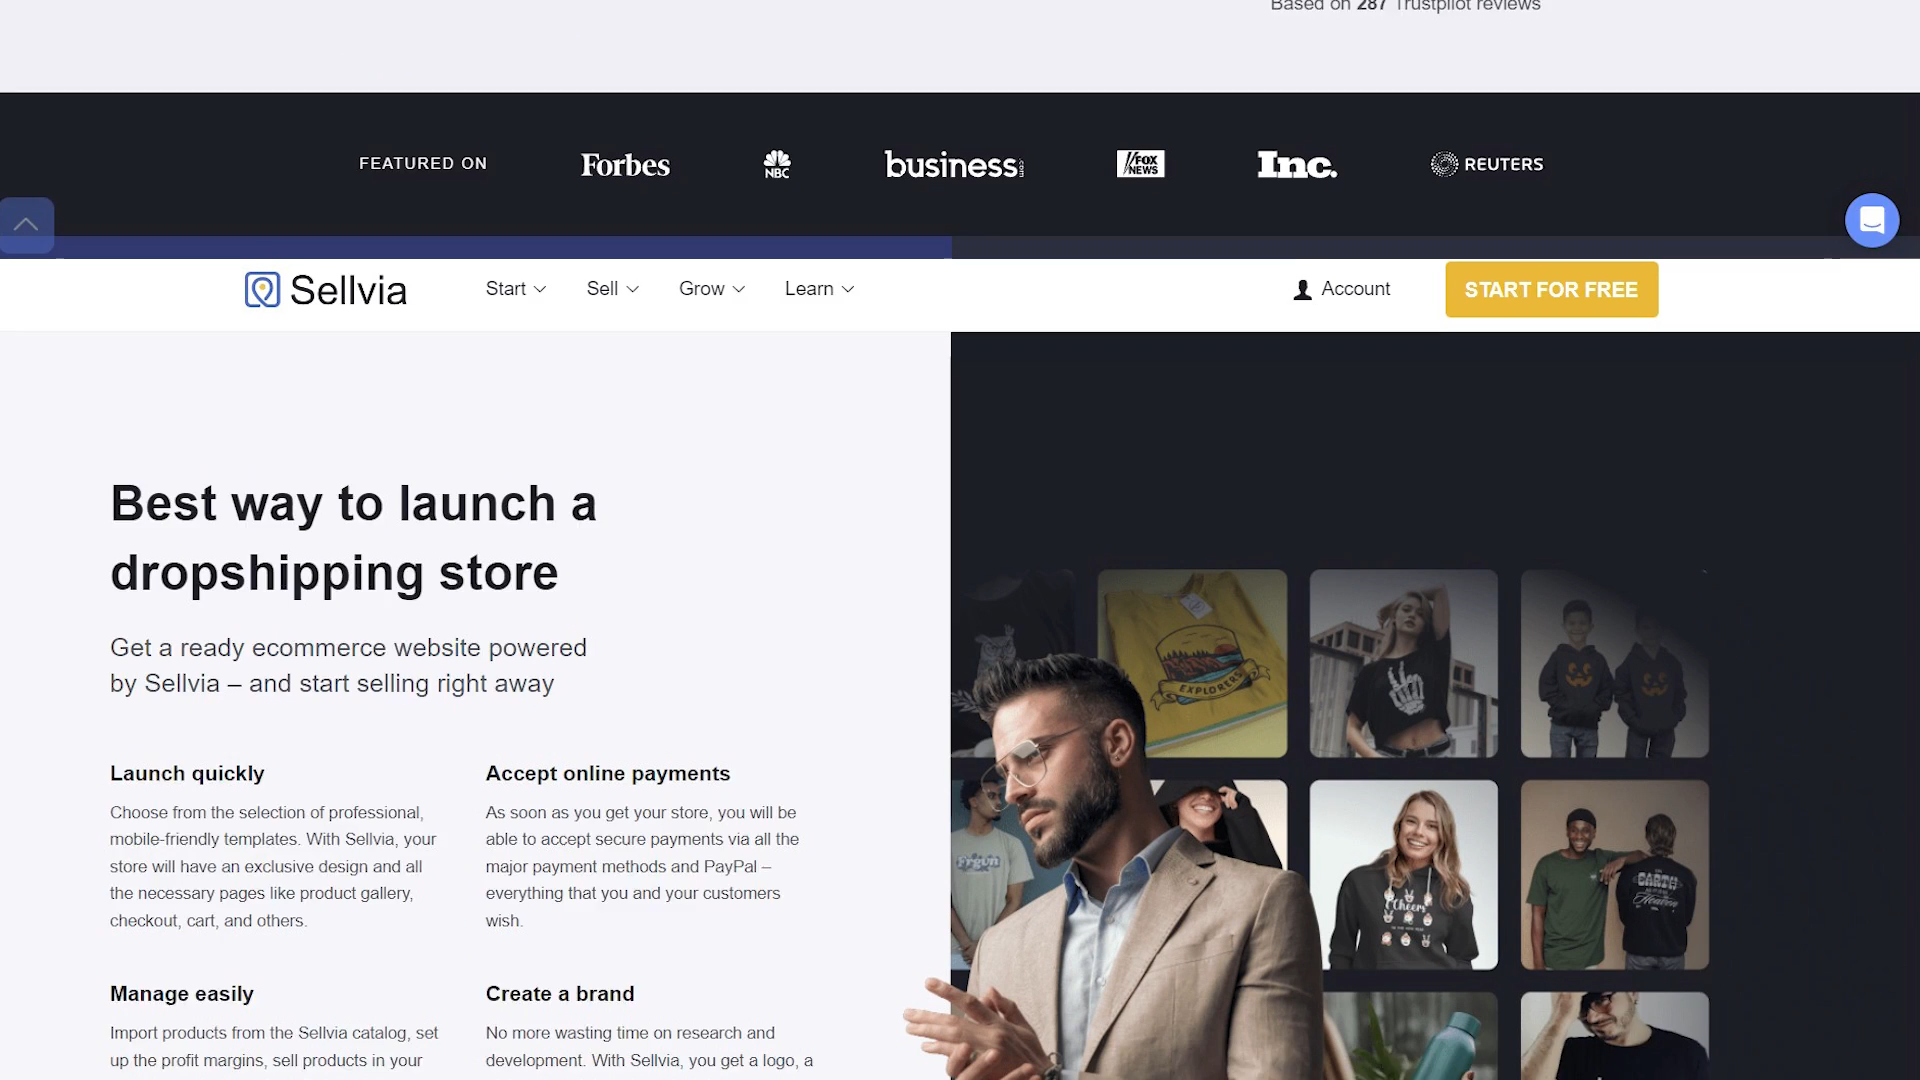 Based on 287 Trustpilot reviews
FEATURED ON
Forbes
NBC
business.com
FOX NEWS
Inc.
REUTERS
Sellvia
Start
Sell
Grow
Learn
Account
START FOR FREE
Best way to launch a
dropshipping store
Get a ready ecommerce website powered
by Sellvia – and start selling right away
Launch quickly
Choose from the selection of professional,
mobile-friendly templates. With Sellvia, your
store will have an exclusive design and all
the necessary pages like product gallery,
checkout, cart, and others.
Accept online payments
As soon as you get your store, you will be
able to accept secure payments via all the
major payment methods and PayPal –
everything that you and your customers
wish.
Manage easily
Import products from the Sellvia catalog, set
up the profit margins, sell products in your
Create a brand
No more wasting time on research and
development. With Sellvia, you get a logo, a
EXPLORERS
Cheers
EARTH